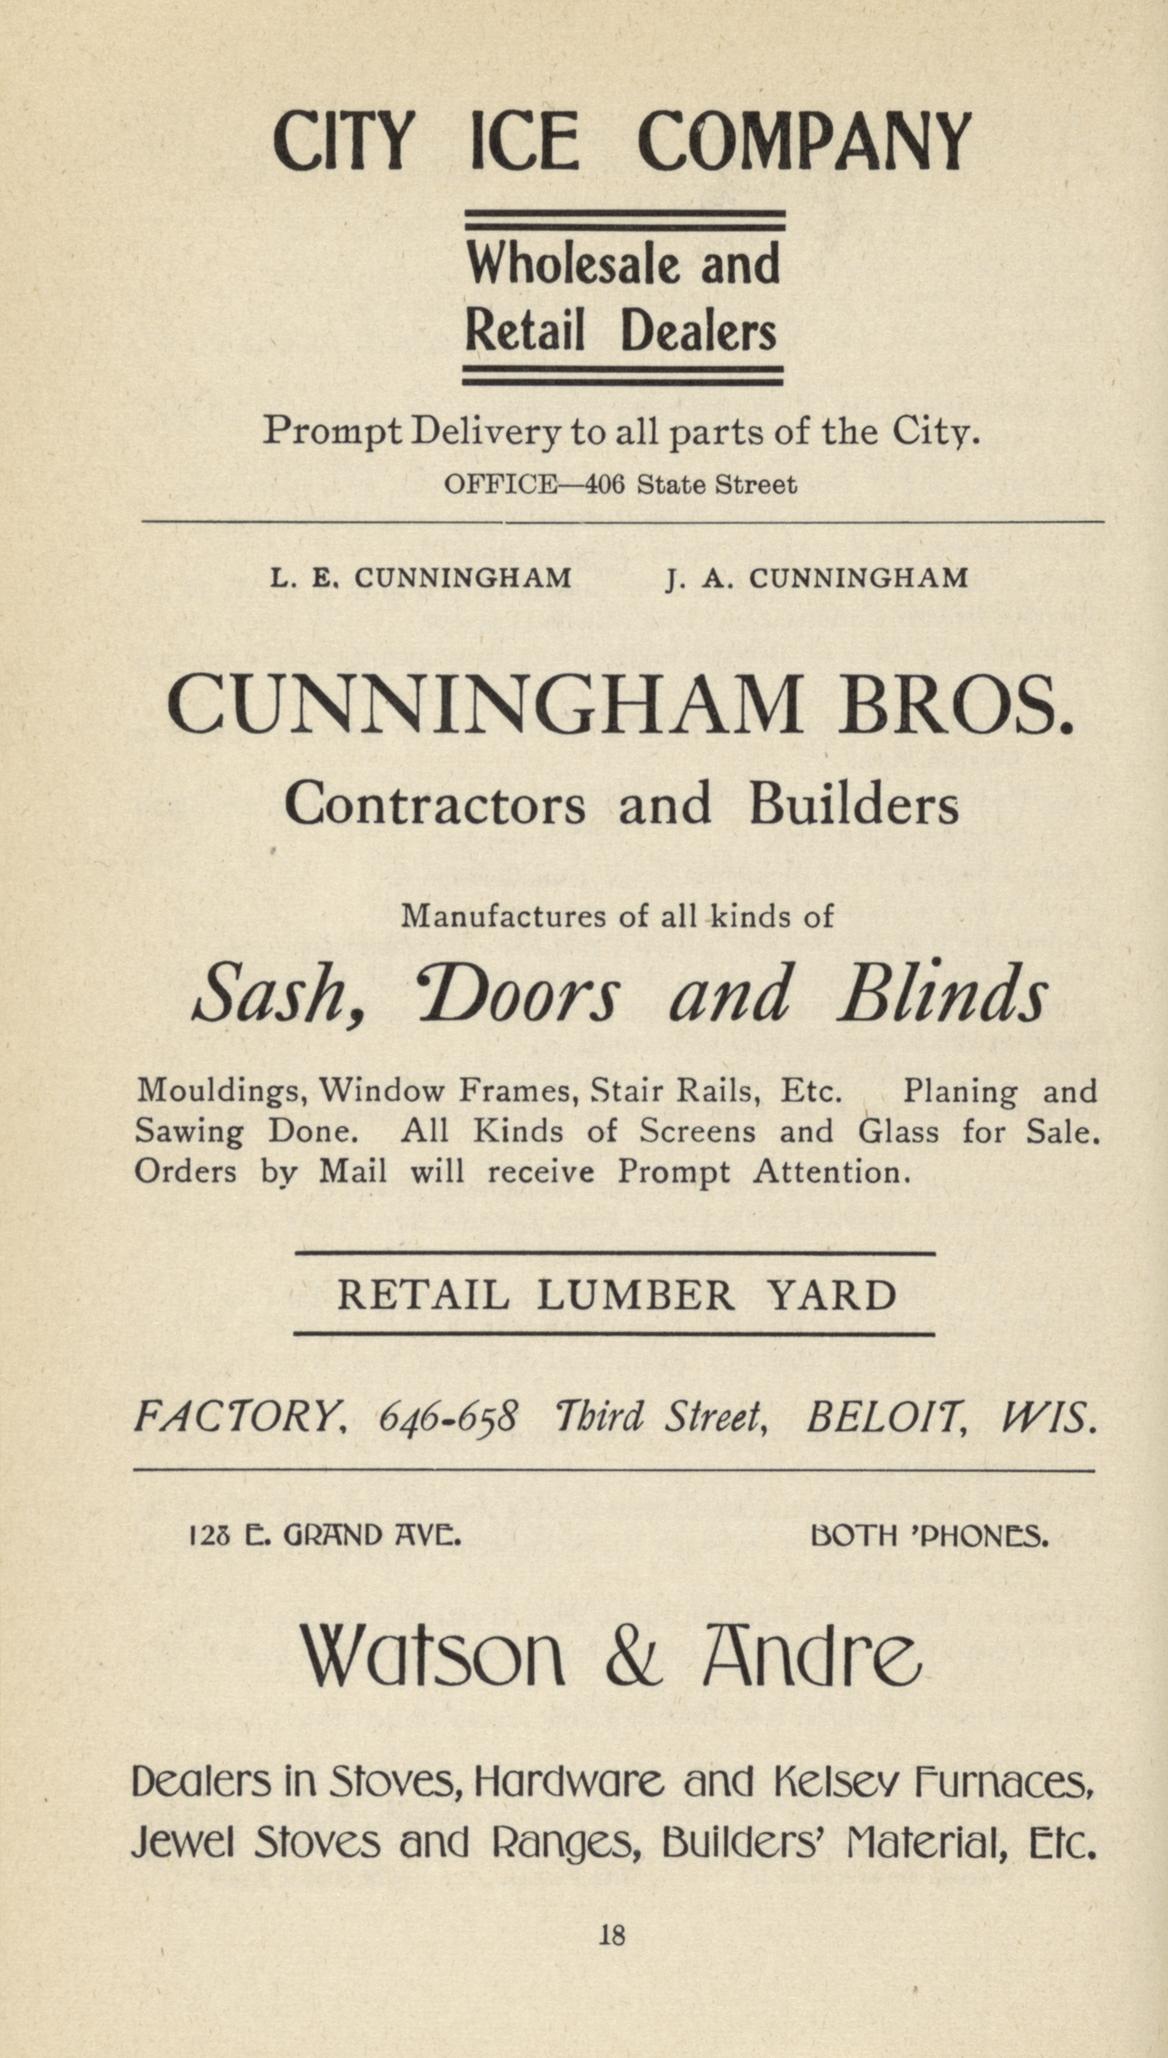 CITY ICE COMPANY
Wholesale and
Retail Dealers
Prompt Delivery to all parts of the City.
OFFICE—406 State Street
L. E. CUNNINGHAM J. A. CUNNINGHAM
CUNNINGHAM BROS.
Contractors and Builders
Manufactures of all kinds of
Sash, Doors and Blinds
Mouldings, Window Frames, Stair Rails, Etc. Planing and
Sawing Done. All Kinds of Screens and Glass for Sale.
Orders by Mail will receive Prompt Attention.
RETAIL LUMBER YARD
FACTORY, 646-658 Third Street, BELOIT, WIS.
128 E. GRAND AVE. BOTH 'PHONES.
Watson & Andre
Dealers in Stoves, Hardware and Kelsey Furnaces,
Jewel Stoves and Ranges, Builders' Material, Etc.
18